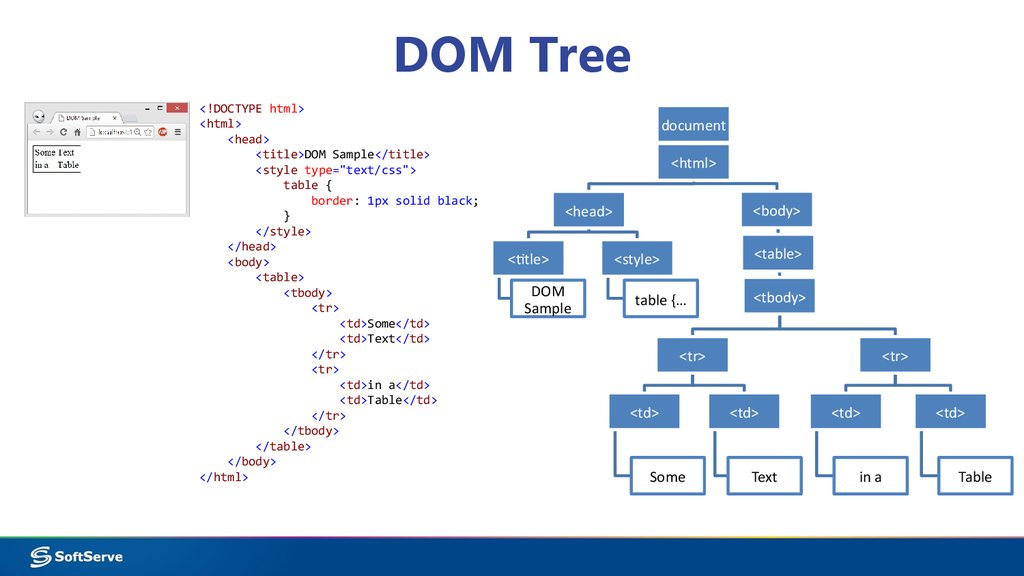 DOM Tree
DOM Sample
localhost:
ABP
Some Text
in a Table
<!DOCTYPE html>
<html>
    <head>
        <title>DOM Sample</title>
        <style type="text/css">
            table {
                border: 1px solid black;
            }
        </style>
    </head>
    <body>
        <table>
            <tbody>
                <tr>
                    <td>Some</td>
                    <td>Text</td>
                </tr>
                <tr>
                    <td>in a</td>
                    <td>Table</td>
                </tr>
            </tbody>
        </table>
    </body>
</html>
document
<html>
<head>
<body>
<title>
<style>
<table>
DOM
Sample
table {...
<tbody>
<tr>
<tr>
<td>
<td>
<td>
<td>
Some
Text
in a
Table
SoftServe